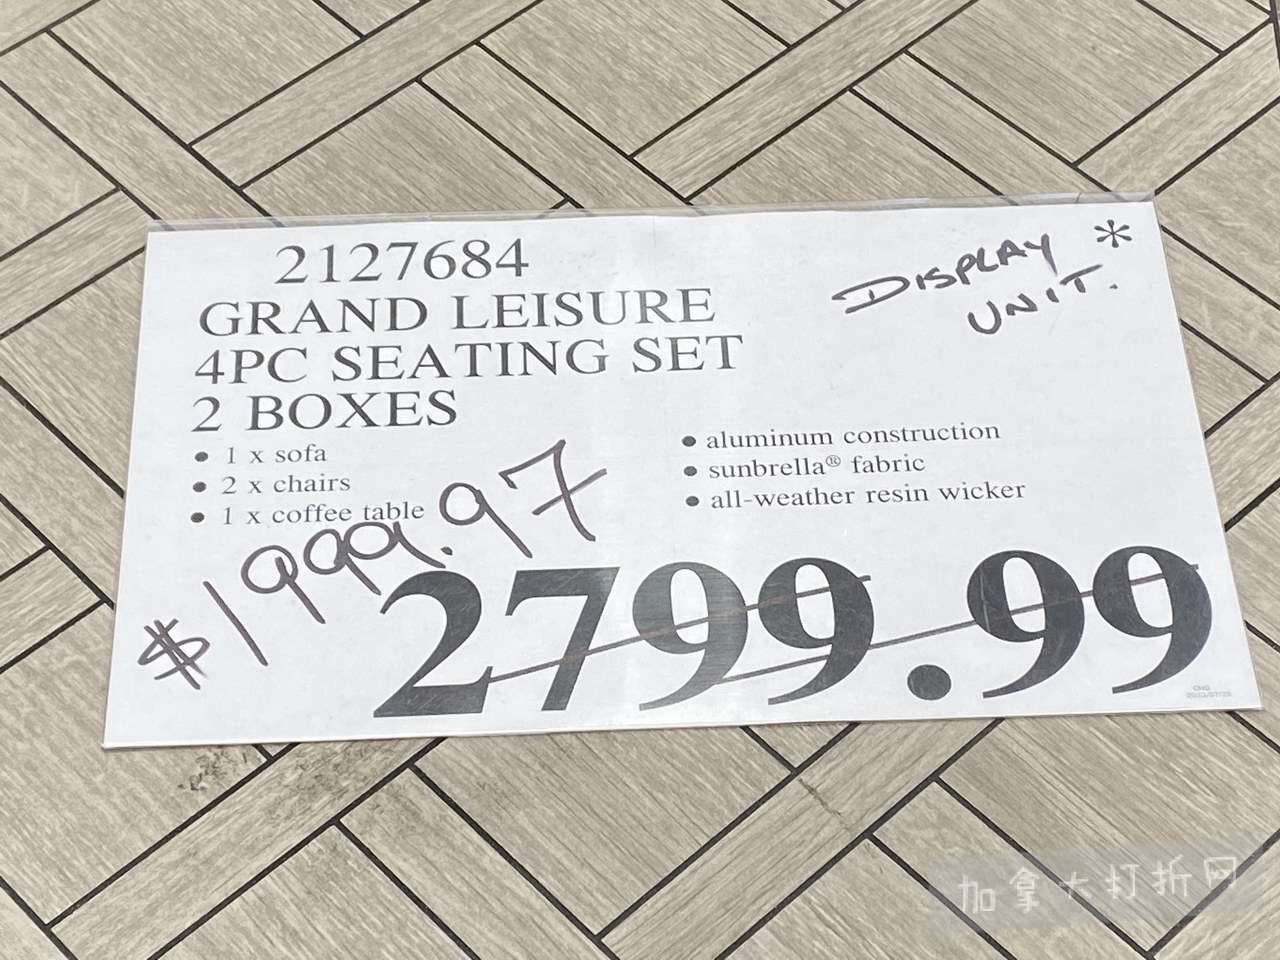 2127684
DISPLAY *
UNIT.
GRAND LEISURE
4PC SEATING SET
2 BOXES
• 1 x sofa
• 2 x chairs
• 1 x coffee table
• aluminum construction
• sunbrella® fabric
• all-weather resin wicker
$1999.97
2799.99
加拿大打折网